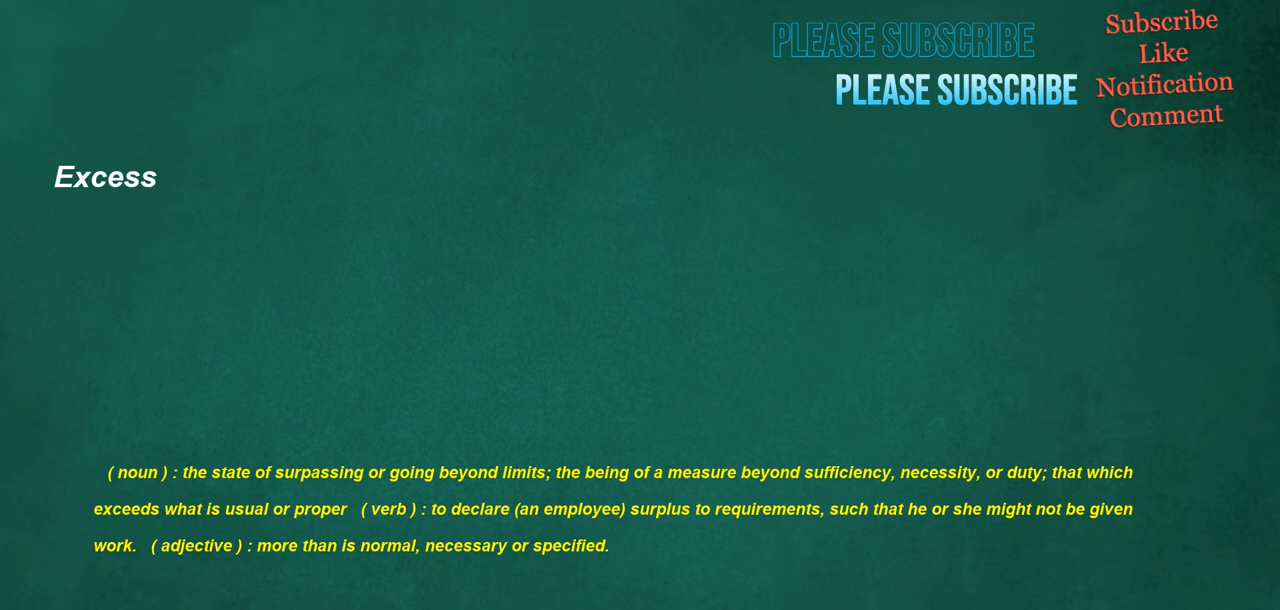 PLEASE SUBSCRIBE
PLEASE SUBSCRIBE
Subscribe
Like
Notification
Comment
Excess
( noun ) : the state of surpassing or going beyond limits; the being of a measure beyond sufficiency, necessity, or duty; that which
exceeds what is usual or proper ( verb ) : to declare (an employee) surplus to requirements, such that he or she might not be given
work. ( adjective ) : more than is normal, necessary or specified.